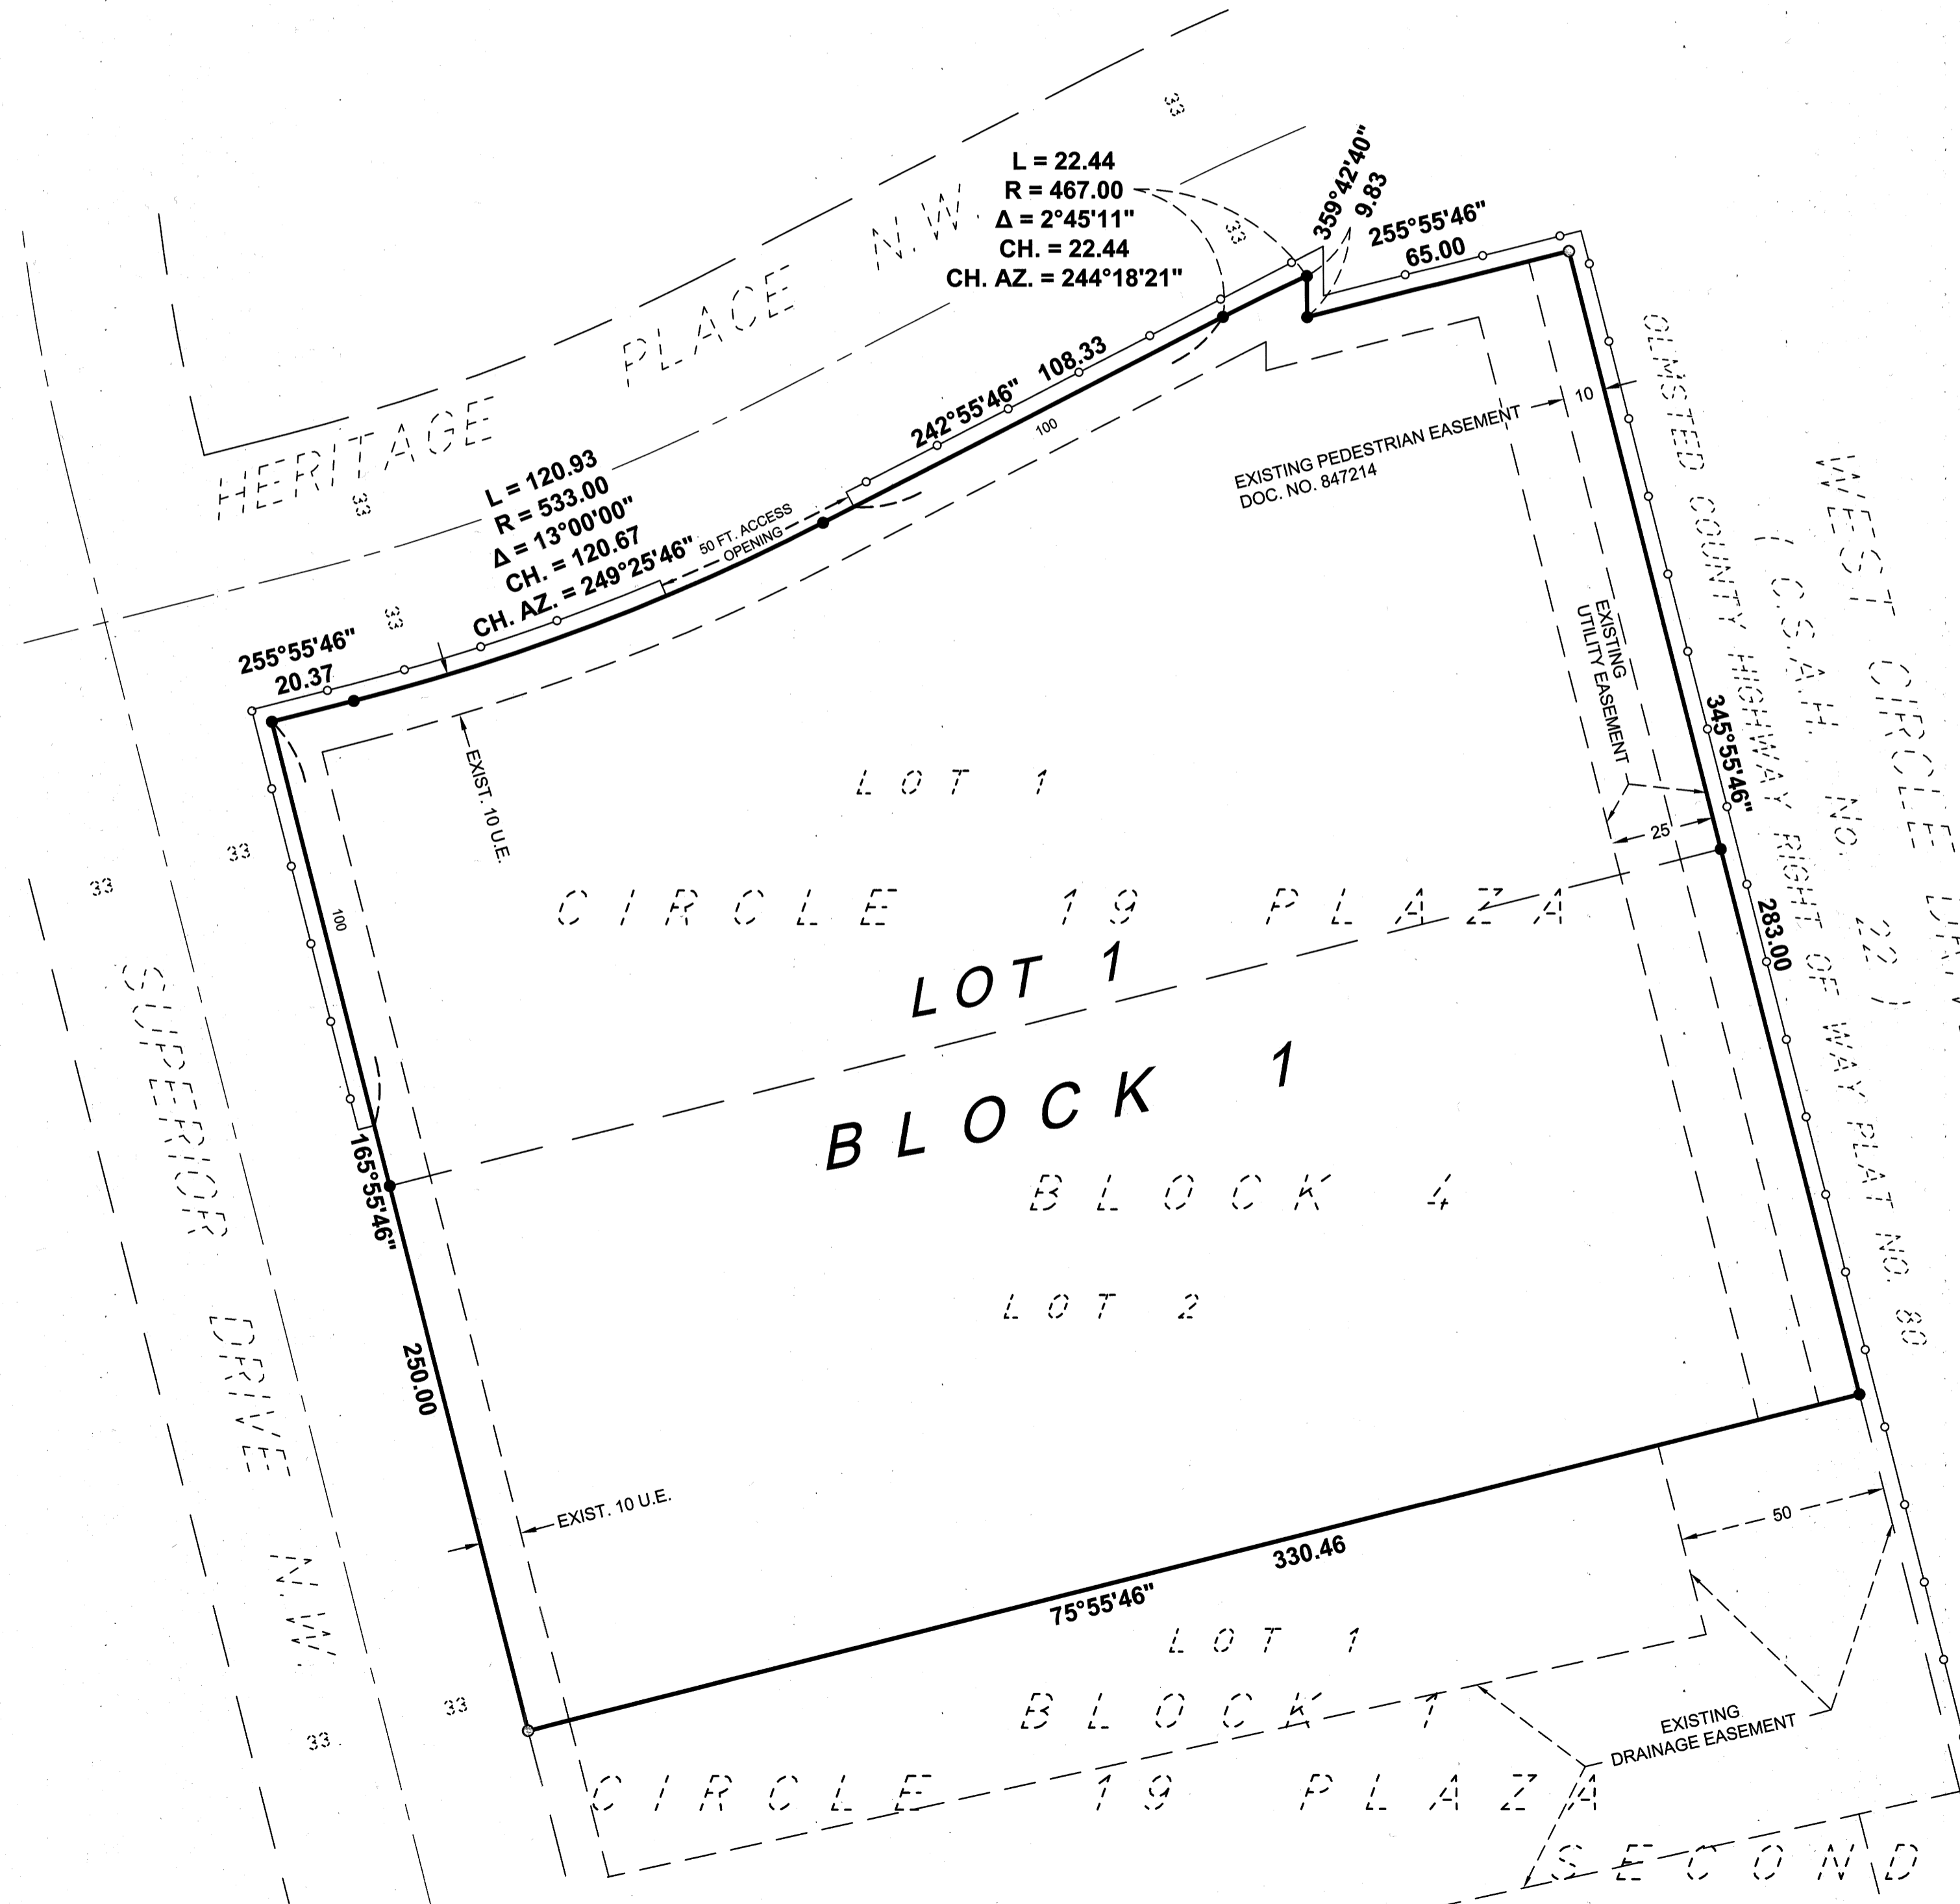 33
L = 22.44
R = 467.00
Δ = 2°45'11"
CH. = 22.44
CH. AZ. = 244°18'21"
33
359°42'40"
9.83
255°55'46"
65.00
HERITAGE PLACE N.W.
242°55'46" 108.33
100
L = 120.93
R = 533.00
Δ = 13°00'00"
CH. = 120.67
CH. AZ. = 249°25'46"
50 FT. ACCESS
OPENING
33
33
255°55'46"
20.37
EXISTING PEDESTRIAN EASEMENT
DOC. NO. 847214
10
OLMSTED COUNTY HIGHWAY RIGHT OF WAY PLAT NO. 80
WEST CIRCLE
( C.S.A.H. NO. 22 )
EXISTING
UTILITY EASEMENT
345°55'46"
283.00
25
EXIST. 10 U.E.
LOT 1
CIRCLE 19 PLAZA
LOT 1
BLOCK 1
BLOCK 4
LOT 2
33
33
100
SUPERIOR DRIVE N.W.
165°55'46"
250.00
EXIST. 10 U.E.
330.46
75°55'46"
50
LOT 1
BLOCK 1
EXISTING
DRAINAGE EASEMENT
CIRCLE 19 PLAZA
SECOND
33
33